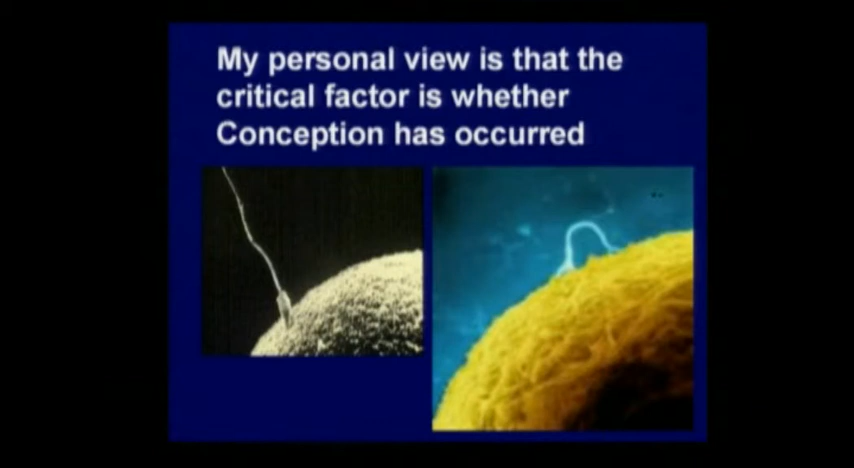 My personal view is that the
critical factor is whether
Conception has occurred